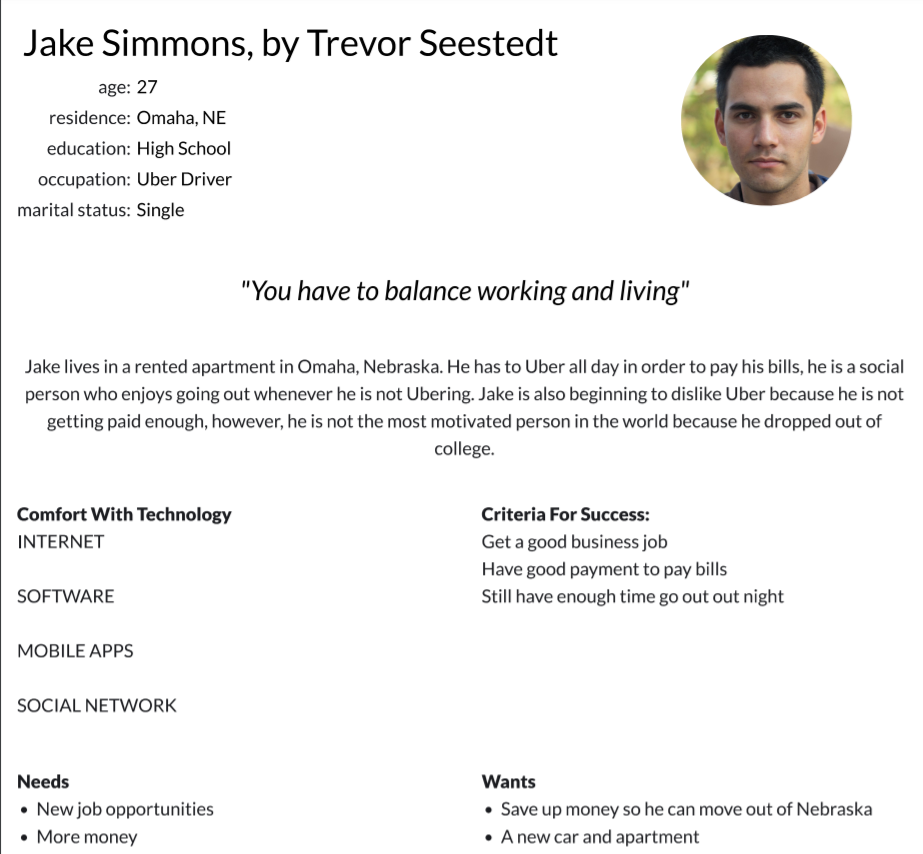 Jake Simmons, by Trevor Seestedt
age: 27
residence: Omaha, NE
education: High School
occupation: Uber Driver
marital status: Single
"You have to balance working and living"
Jake lives in a rented apartment in Omaha, Nebraska. He has to Uber all day in order to pay his bills, he is a social
person who enjoys going out whenever he is not Ubering. Jake is also beginning to dislike Uber because he is not
getting paid enough, however, he is not the most motivated person in the world because he dropped out of
college.
Comfort With Technology
INTERNET
SOFTWARE
MOBILE APPS
SOCIAL NETWORK
Criteria For Success:
Get a good business job
Have good payment to pay bills
Still have enough time go out out night
Needs
• New job opportunities
• More money
Wants
• Save up money so he can move out of Nebraska
• A new car and apartment